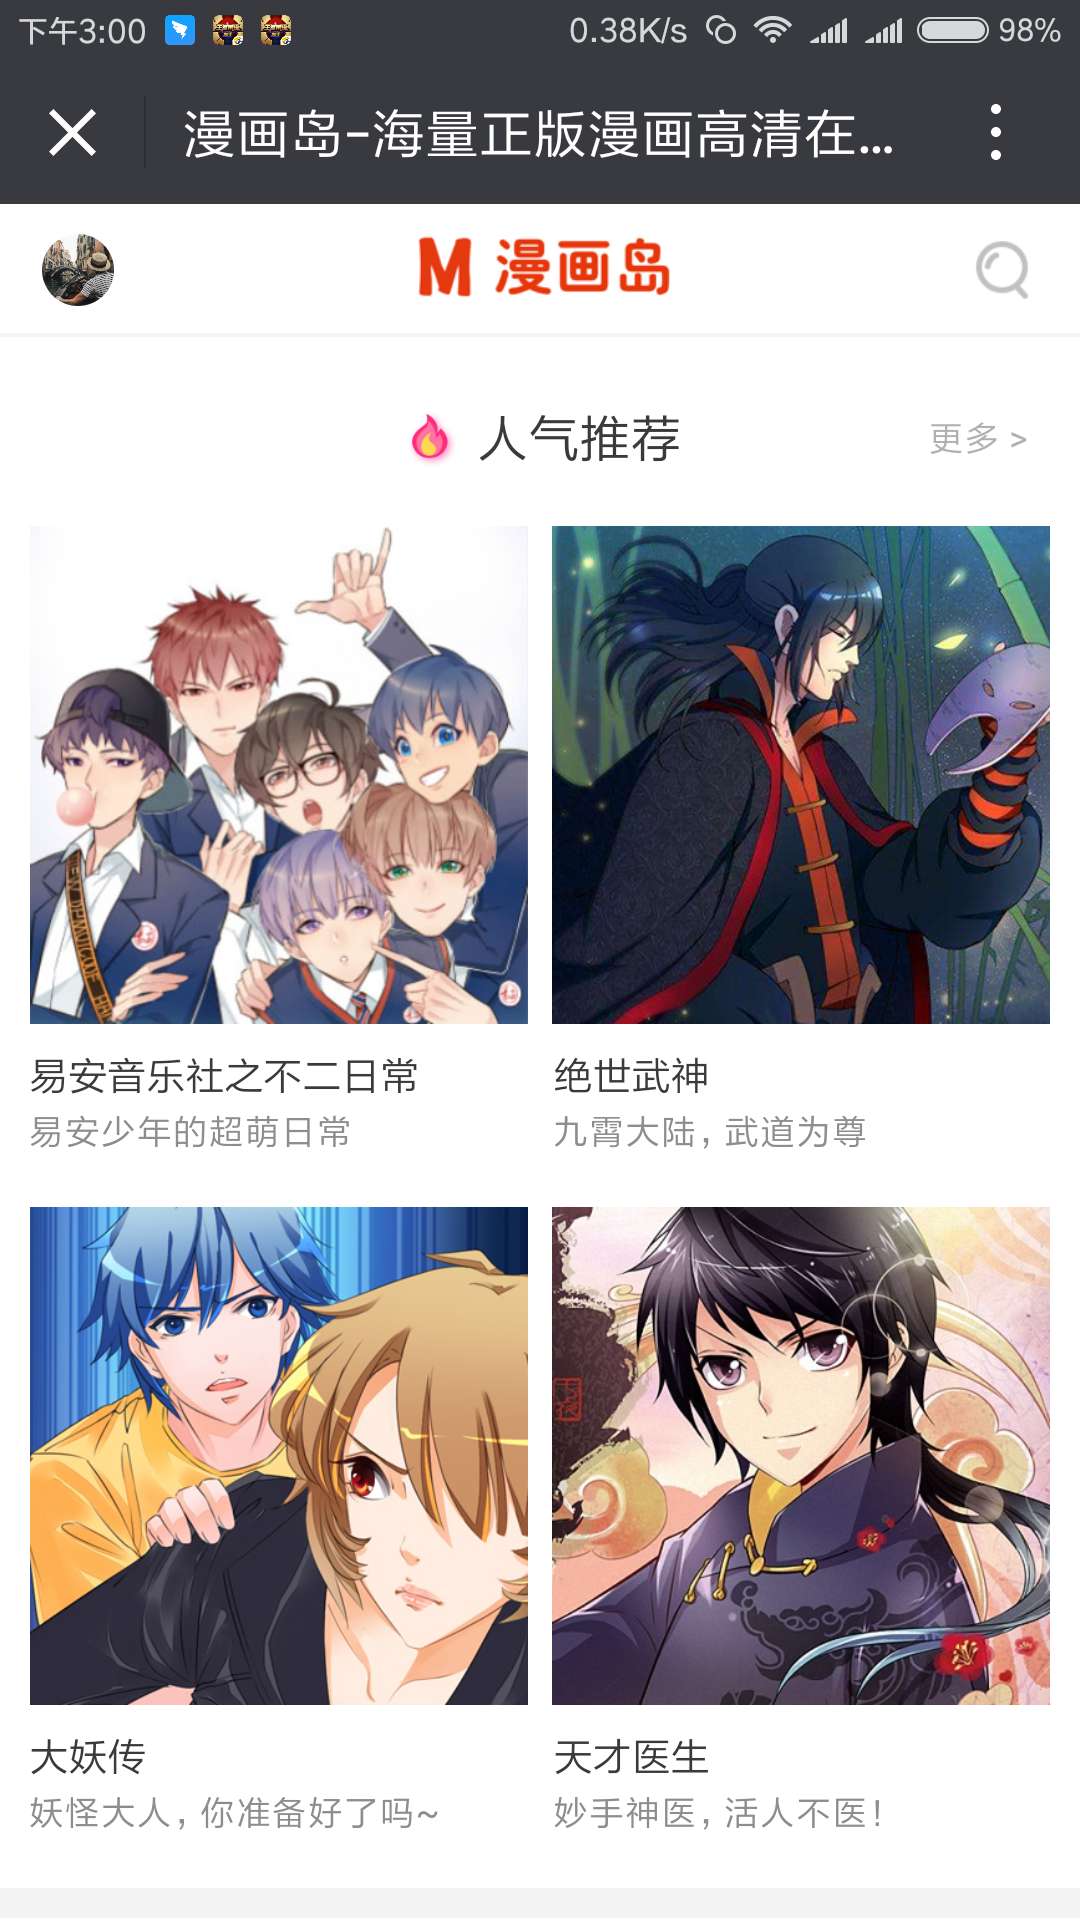 下午3:00 0.38K/s 98%
漫画岛-海量正版漫画高清在...
M 漫画岛
人气推荐
更多 >
易安音乐社之不二日常
易安少年的超萌日常
绝世武神
九霄大陆,武道为尊
大妖传
妖怪大人,你准备好了吗~
天才医生
妙手神医,活人不医!